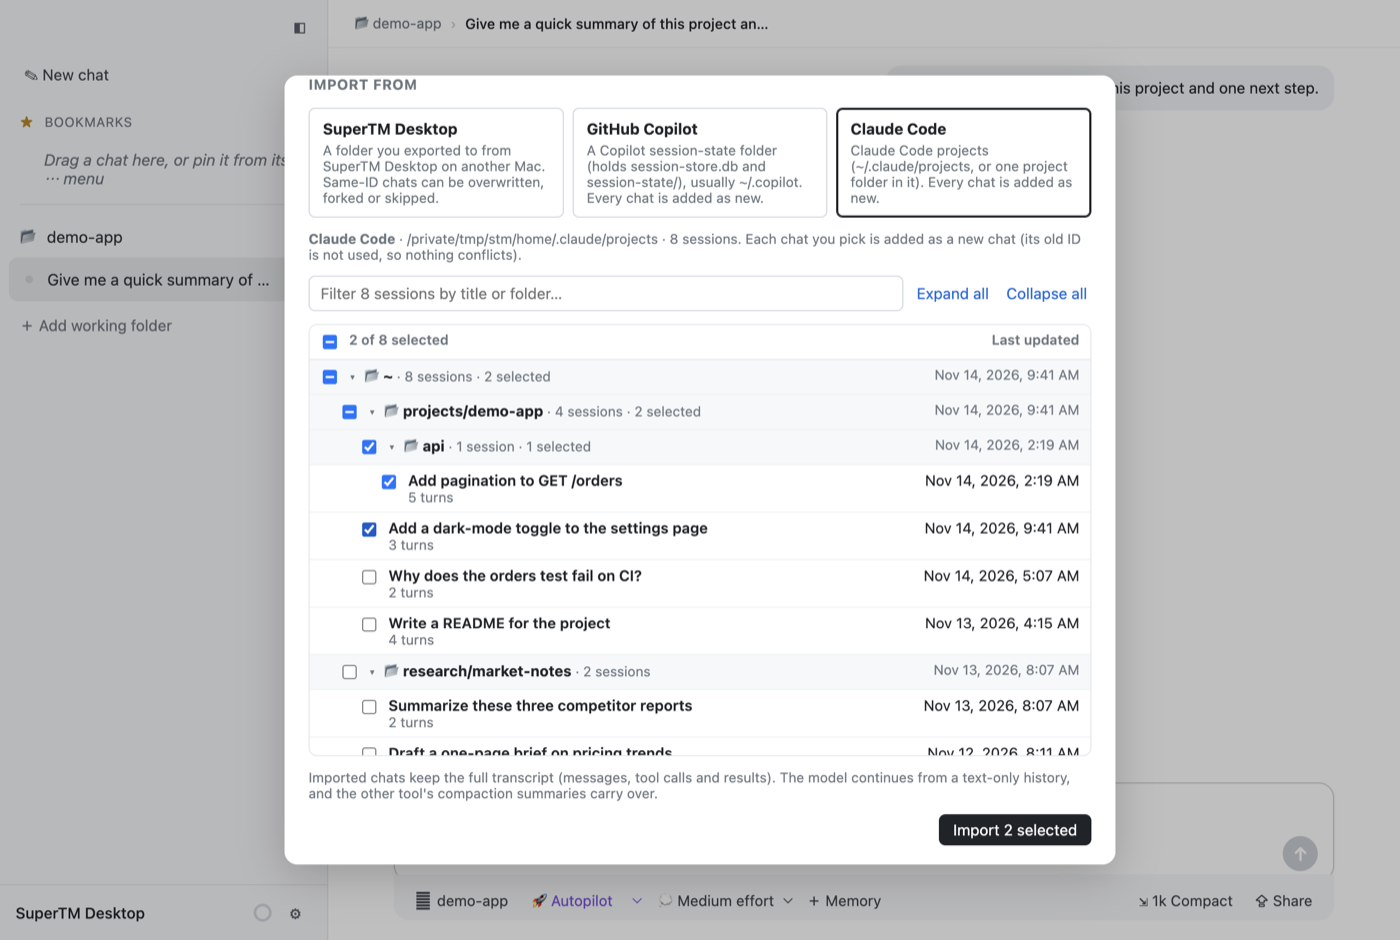 demo-app › Give me a quick summary of this project an...
New chat
BOOKMARKS
Drag a chat here, or pin it from its
··· menu
demo-app
Give me a quick summary of ...
+ Add working folder
SuperTM Desktop
his project and one next step.
IMPORT FROM
SuperTM Desktop
A folder you exported to from
SuperTM Desktop on another Mac.
Same-ID chats can be overwritten,
forked or skipped.
GitHub Copilot
A Copilot session-state folder
(holds session-store.db and
session-state/), usually ~/.copilot.
Every chat is added as new.
Claude Code
Claude Code projects
(~/.claude/projects, or one project
folder in it). Every chat is added as
new.
Claude Code · /private/tmp/stm/home/.claude/projects · 8 sessions. Each chat you pick is added as a new chat (its old ID
is not used, so nothing conflicts).
Filter 8 sessions by title or folder...
Expand all
Collapse all
2 of 8 selected Last updated
~ · 8 sessions · 2 selected Nov 14, 2026, 9:41 AM
projects/demo-app · 4 sessions · 2 selected Nov 14, 2026, 9:41 AM
api · 1 session · 1 selected Nov 14, 2026, 2:19 AM
Add pagination to GET /orders Nov 14, 2026, 2:19 AM
5 turns
Add a dark-mode toggle to the settings page Nov 14, 2026, 9:41 AM
3 turns
Why does the orders test fail on CI? Nov 14, 2026, 5:07 AM
2 turns
Write a README for the project Nov 13, 2026, 4:15 AM
4 turns
research/market-notes · 2 sessions Nov 13, 2026, 8:07 AM
Summarize these three competitor reports Nov 13, 2026, 8:07 AM
2 turns
Draft a one-page brief on pricing trends Nov 12, 2026, 8:11 AM
Imported chats keep the full transcript (messages, tool calls and results). The model continues from a text-only history,
and the other tool's compaction summaries carry over.
Import 2 selected
demo-app
Autopilot
Medium effort
+ Memory
1k Compact
Share